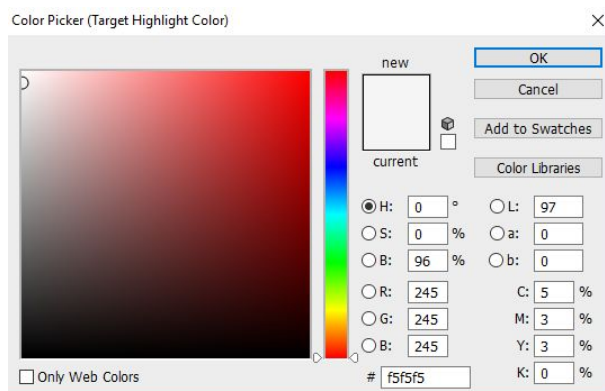 Color Picker (Target Highlight Color)
new
current
OK
Cancel
Add to Swatches
Color Libraries
H: 0 °
S: 0 %
B: 96 %
R: 245
G: 245
B: 245
# f5f5f5
L: 97
a: 0
b: 0
C: 5 %
M: 3 %
Y: 3 %
K: 0 %
Only Web Colors